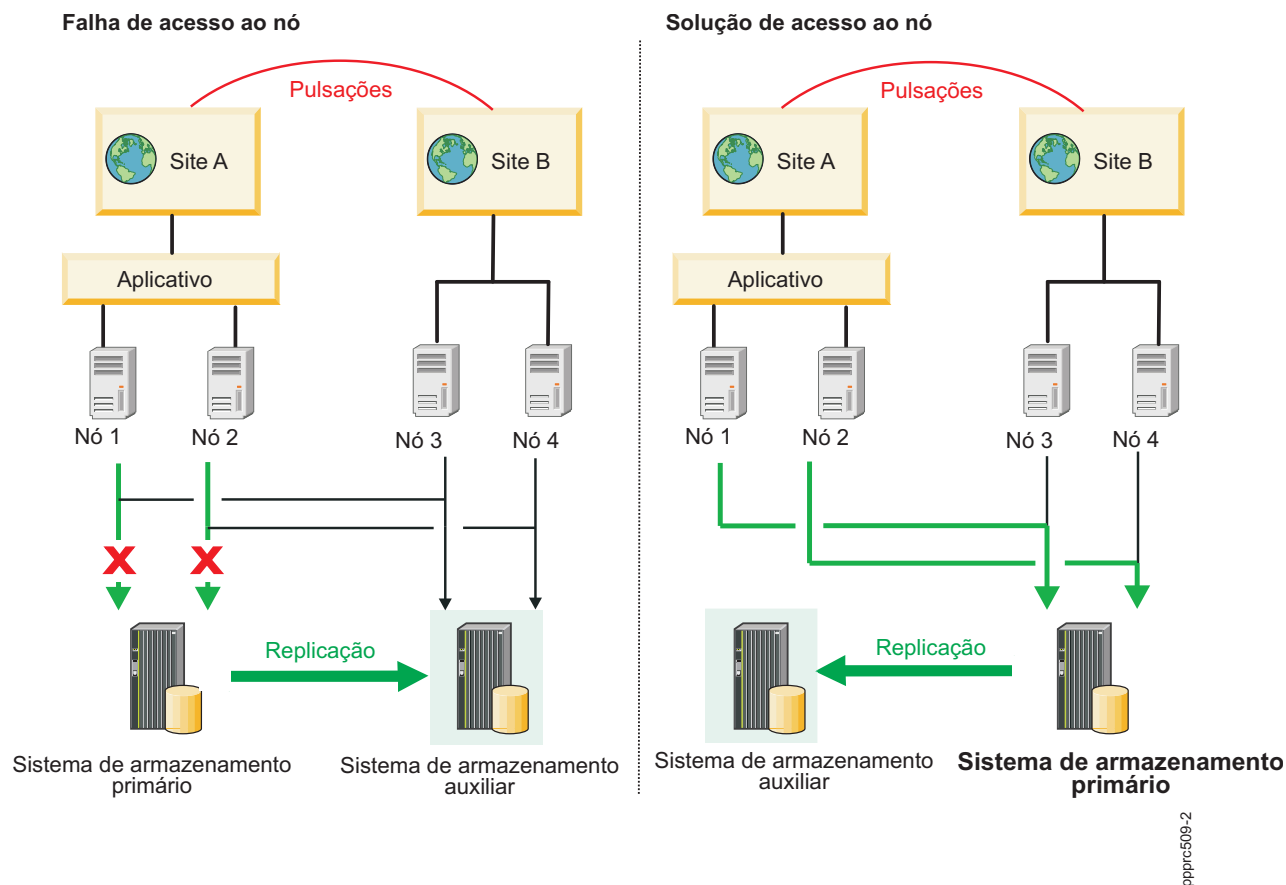 Falha de acesso ao nó
Pulsações
Site A
Site B
Aplicativo
Nó 1
Nó 2
Nó 3
Nó 4
X
X
Replicação
Sistema de armazenamento
primário
Sistema de armazenamento
auxiliar
Solução de acesso ao nó
Pulsações
Site A
Site B
Aplicativo
Nó 1
Nó 2
Nó 3
Nó 4
Replicação
Sistema de armazenamento
auxiliar
Sistema de armazenamento
primário
ppprc509-2